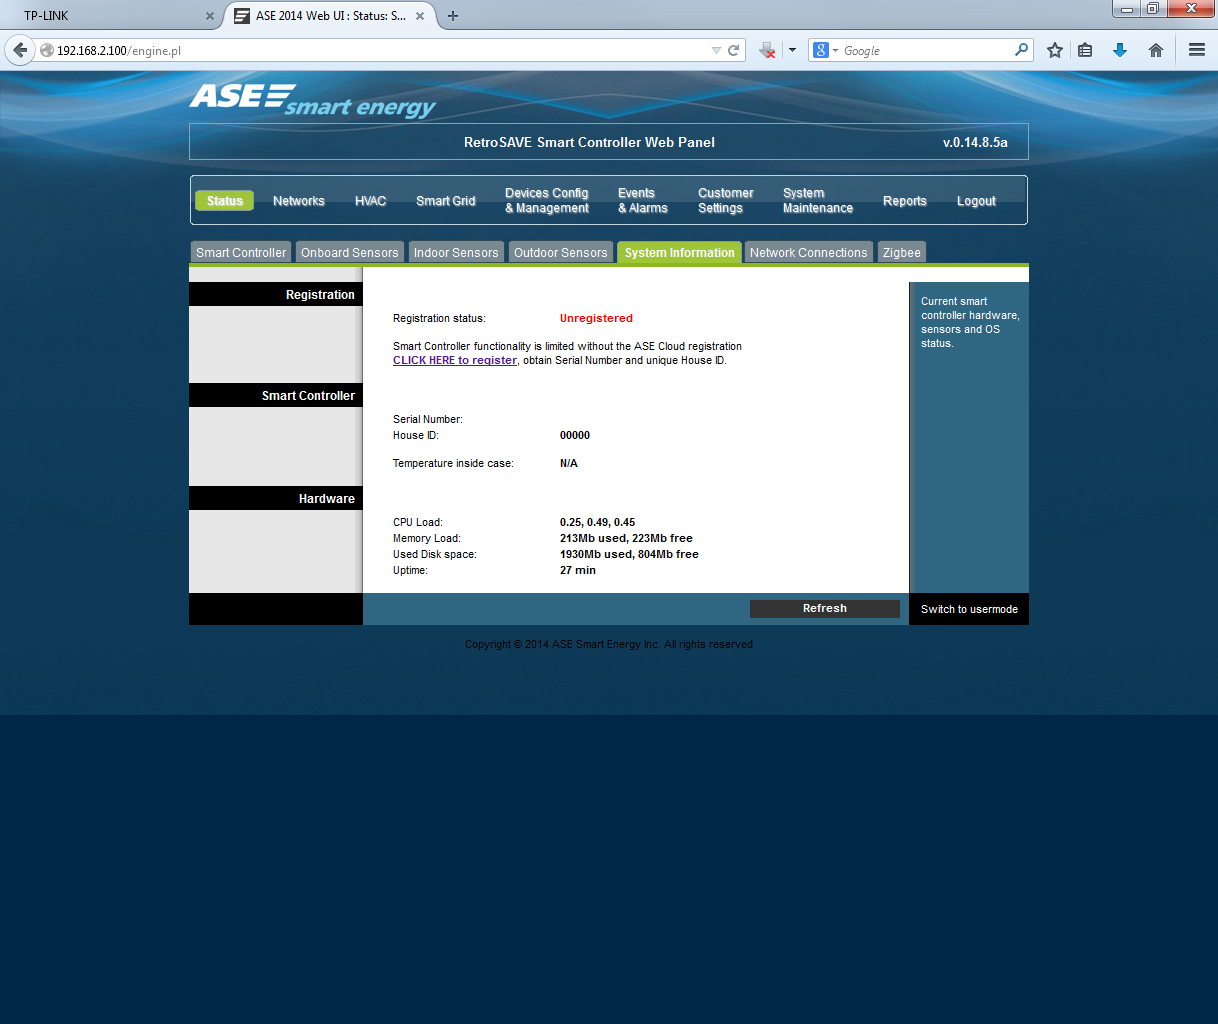 TP-LINK
ASE 2014 Web UI : Status: S...
192.168.2.100/engine.pl
Google
ASE smart energy
RetroSAVE Smart Controller Web Panel
v.0.14.8.5a
Status
Networks
HVAC
Smart Grid
Devices Config
& Management
Events
& Alarms
Customer
Settings
System
Maintenance
Reports
Logout
Smart Controller
Onboard Sensors
Indoor Sensors
Outdoor Sensors
System Information
Network Connections
Zigbee
Registration
Registration status: Unregistered
Smart Controller functionality is limited without the ASE Cloud registration
CLICK HERE to register, obtain Serial Number and unique House ID.
Current smart
controller hardware,
sensors and OS
status.
Smart Controller
Serial Number:
House ID: 00000
Temperature inside case: N/A
Hardware
CPU Load: 0.25, 0.49, 0.45
Memory Load: 213Mb used, 223Mb free
Used Disk space: 1930Mb used, 804Mb free
Uptime: 27 min
Refresh
Switch to usermode
Copyright © 2014 ASE Smart Energy Inc. All rights reserved